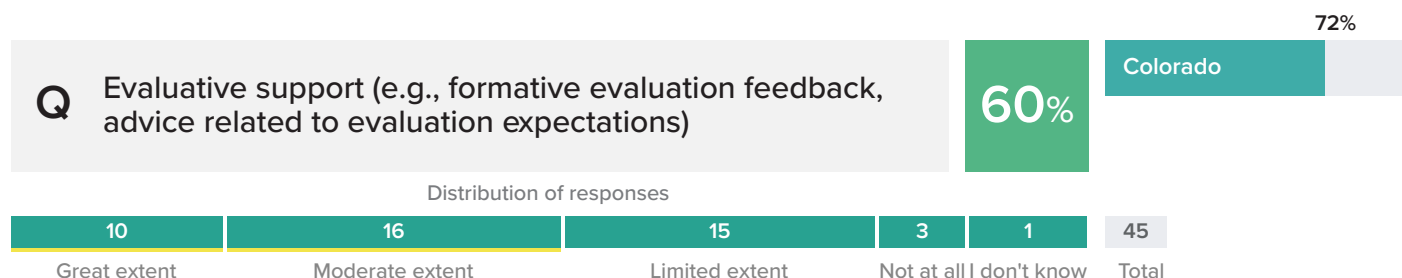 72%
Q
Evaluative support (e.g., formative evaluation feedback,
advice related to evaluation expectations)
60%
Colorado
Distribution of responses
10 16 15 3 1 45
Great extent Moderate extent Limited extent Not at all I don't know Total